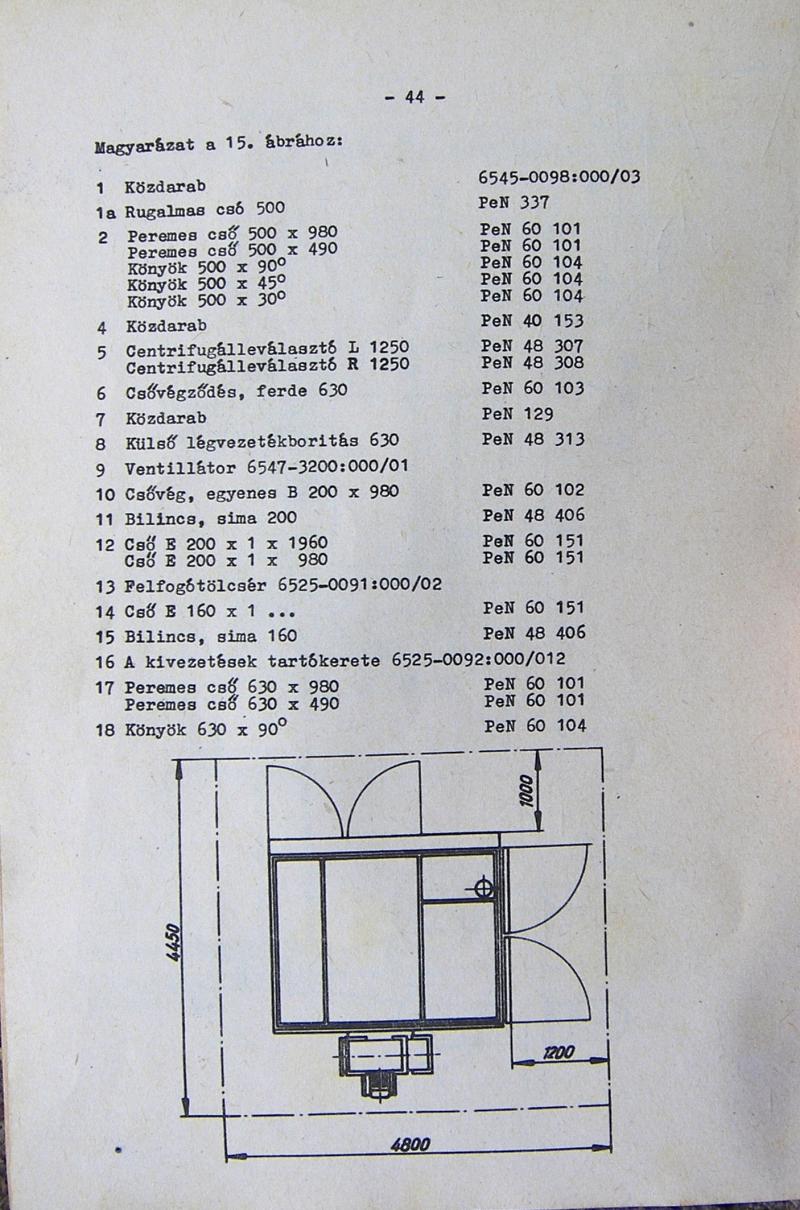 - 44 -
Magyarázat a 15. ábrához:
1 Közdarab 6545-0098:000/03
1a Rugalmas cső 500 PeN 337
2 Peremes cső 500 x 980 PeN 60 101
Peremes cső 500 x 490 PeN 60 101
Könyök 500 x 90° PeN 60 104
Könyök 500 x 45° PeN 60 104
Könyök 500 x 30° PeN 60 104
4 Közdarab PeN 40 153
5 Centrifugálleválasztó L 1250 PeN 48 307
Centrifugálleválasztó R 1250 PeN 48 308
6 Csővégződés, ferde 630 PeN 60 103
7 Közdarab PeN 129
8 Külső légvezetékboritás 630 PeN 48 313
9 Ventillátor 6547-3200:000/01
10 Csővég, egyenes B 200 x 980 PeN 60 102
11 Bilincs, sima 200 PeN 48 406
12 Cső E 200 x 1 x 1960 PeN 60 151
Cső E 200 x 1 x 980 PeN 60 151
13 Felfogótölcsér 6525-0091:000/02
14 Cső E 160 x 1 ... PeN 60 151
15 Bilincs, sima 160 PeN 48 406
16 A kivezetések tartókerete 6525-0092:000/012
17 Peremes cső 630 x 980 PeN 60 101
Peremes cső 630 x 490 PeN 60 101
18 Könyök 630 x 90° PeN 60 104
1000
4450
1200
4800